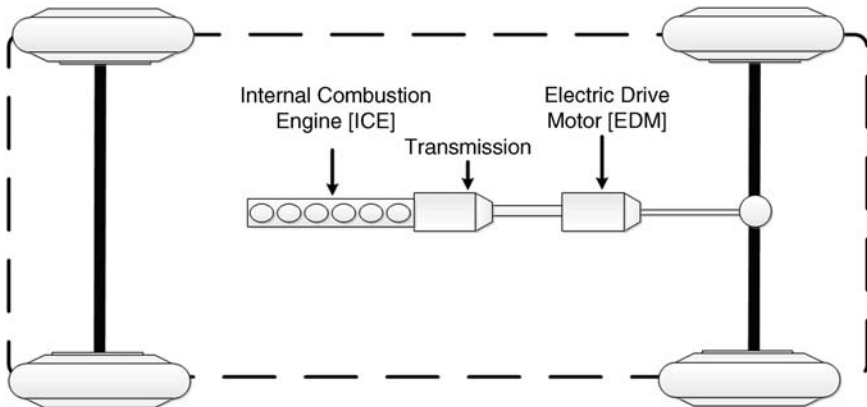 Internal Combustion
Engine [ICE]
Transmission
Electric Drive
Motor [EDM]